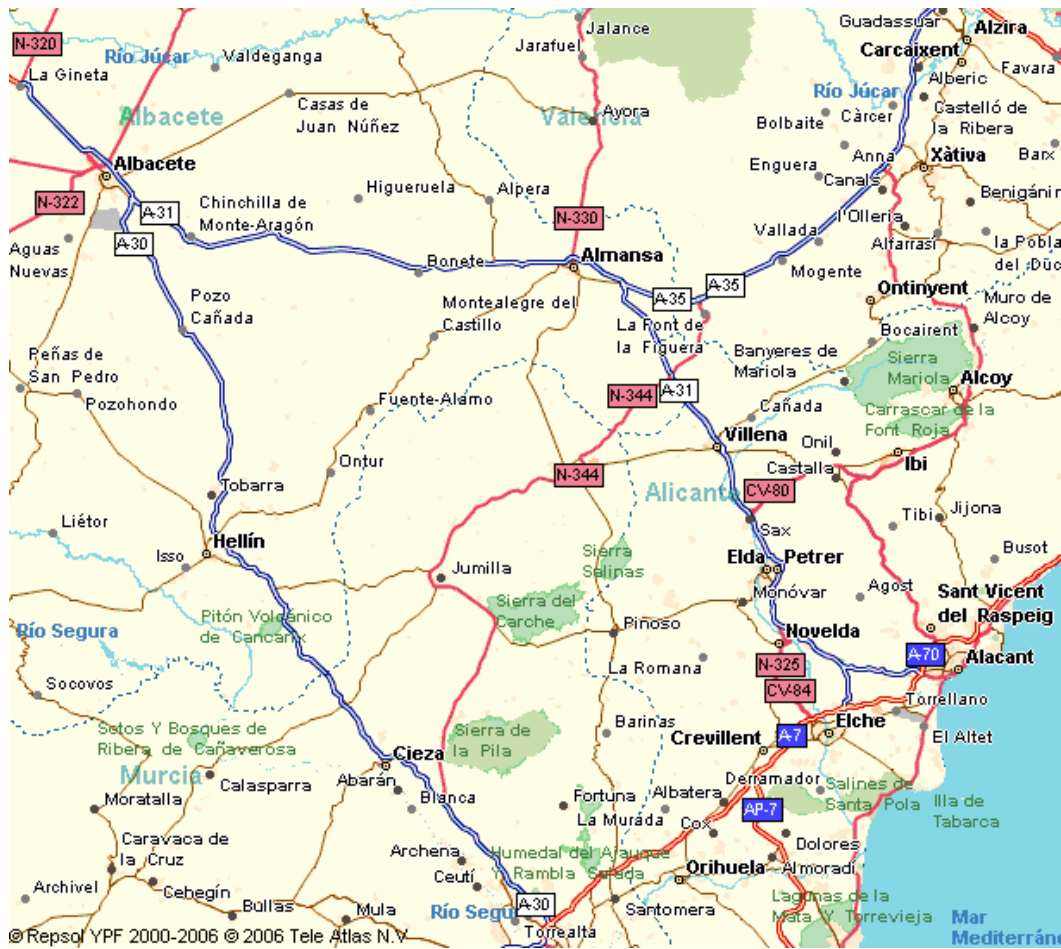 Jalance
Guadassuar
Alzira
N-320
Jarafuel
Carcaixent
Río Júcar
Valdeganga
Favara
La Gineta
Alberic
Río Júcar
Casas de
Juan Núñez
Albacete
Ayora
Valencia
Càrcer
Castelló de
la Ribera
Bolbaite
Albacete
Enguera
Anna
Xàtiva
Barx
N-322
Higueruela
Alpera
Canals
Benigánin
A-31
Chinchilla de
Monte-Aragón
N-330
l'Olleria
A-30
Vallada
Alfarrasí
la Pobla
del Duc
Aguas
Nuevas
Bonete
Almansa
Mogente
A-35
A-35
Ontinyent
Pozo
Cañada
Montealegre del
Castillo
Muro de
Alcoy
La Font de
la Figuera
Bocairent
Peñas de
San Pedro
Banyeres de
Mariola
Sierra
Mariola
Alcoy
Pozohondo
Fuente-Alamo
N-344
A-31
Cañada
Carrascar de la
Font Roja
Villena
Onil
Ibi
Ontur
N-344
Castalla
Tobarra
Alicante
CV-80
Liétor
Sax
Tibi
Jijona
Hellín
Isso
Sierra
Salinas
Elda
Petrer
Busot
Jumilla
Monóvar
Agost
Sant Vicent
del Raspeig
Pitón Volcánico
de Cancarix
Sierra del
Carche
Río Segura
Piñoso
Novelda
La Romana
N-325
A-70
Alacant
Socovos
CV-84
Torrellano
Sotos Y Bosques de
Ribera de Cañaverosa
Sierra de
la Pila
Barinas
Elche
A-7
El Altet
Crevillent
Cieza
Murcia
Calasparra
Abarán
Derramador
Salines de
Santa Pola
Moratalla
Blanca
Fortuna
La Murada
Albatera
AP-7
Illa de
Tabarca
Caravaca de
la Cruz
Cox
Dolores
Archena
Humedal del Ajauque
Y Rambla Salada
Orihuela
Almoradí
Archivel
Cehegín
Ceutí
Bullas
Mula
Río Segu
A-30
Santomera
Lagunas de la
Mata Y Torrevieja
Torrealta
Mar
Mediterrán
© Repsol YPF 2000-2006 © 2006 Tele Atlas N.V